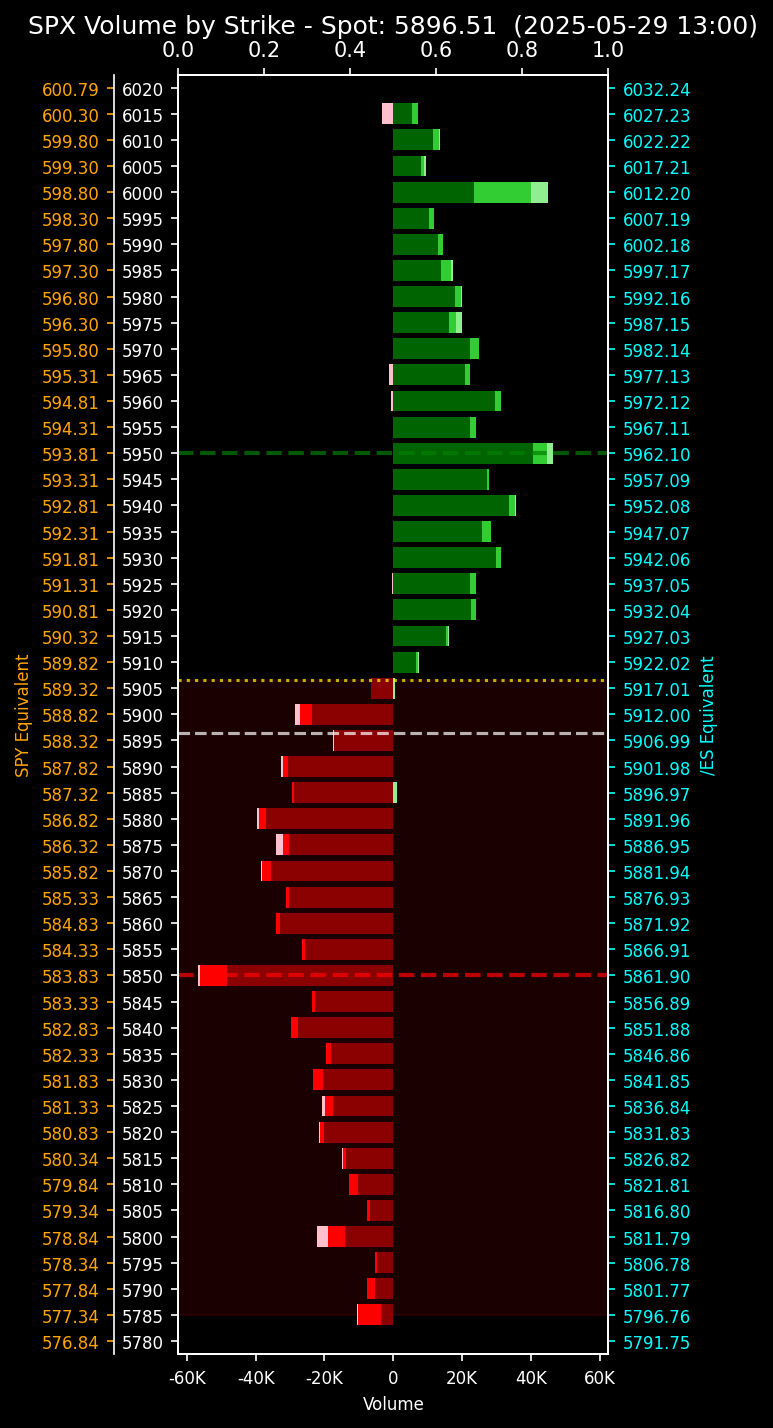 SPX Volume by Strike - Spot: 5896.51 (2025-05-29 13:00)
0.0 0.2 0.4 0.6 0.8 1.0
600.79 6020 6032.24
600.30 6015 6027.23
599.80 6010 6022.22
599.30 6005 6017.21
598.80 6000 6012.20
598.30 5995 6007.19
597.80 5990 6002.18
597.30 5985 5997.17
596.80 5980 5992.16
596.30 5975 5987.15
595.80 5970 5982.14
595.31 5965 5977.13
594.81 5960 5972.12
594.31 5955 5967.11
593.81 5950 5962.10
593.31 5945 5957.09
592.81 5940 5952.08
592.31 5935 5947.07
591.81 5930 5942.06
591.31 5925 5937.05
590.81 5920 5932.04
590.32 5915 5927.03
589.82 5910 5922.02
589.32 5905 5917.01
588.82 5900 5912.00
588.32 5895 5906.99
587.82 5890 5901.98
587.32 5885 5896.97
586.82 5880 5891.96
586.32 5875 5886.95
585.82 5870 5881.94
585.33 5865 5876.93
584.83 5860 5871.92
584.33 5855 5866.91
583.83 5850 5861.90
583.33 5845 5856.89
582.83 5840 5851.88
582.33 5835 5846.86
581.83 5830 5841.85
581.33 5825 5836.84
580.83 5820 5831.83
580.34 5815 5826.82
579.84 5810 5821.81
579.34 5805 5816.80
578.84 5800 5811.79
578.34 5795 5806.78
577.84 5790 5801.77
577.34 5785 5796.76
576.84 5780 5791.75
SPY Equivalent
/ES Equivalent
-60K -40K -20K 0 20K 40K 60K
Volume